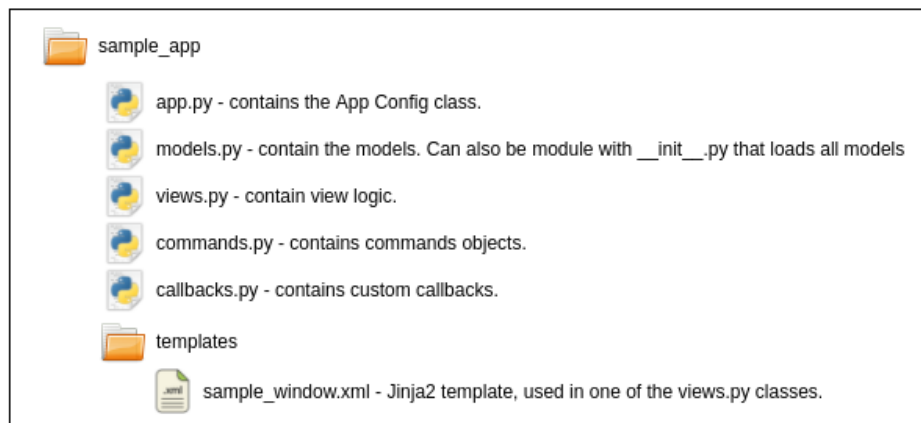 sample_app
app.py - contains the App Config class.
models.py - contain the models. Can also be module with __init__.py that loads all models
views.py - contain view logic.
commands.py - contains commands objects.
callbacks.py - contains custom callbacks.
templates
.xml
sample_window.xml - Jinja2 template, used in one of the views.py classes.